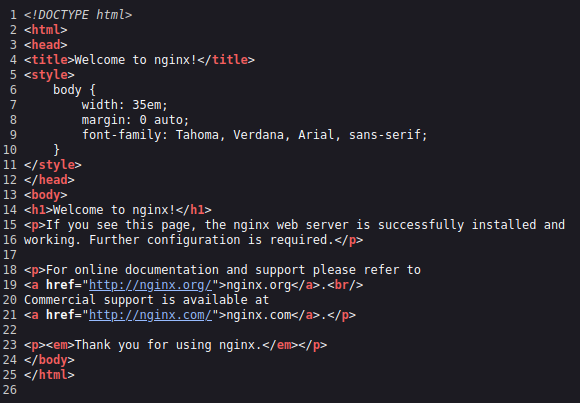 1 <!DOCTYPE html>
2 <html>
3 <head>
4 <title>Welcome to nginx!</title>
5 <style>
6     body {
7         width: 35em;
8         margin: 0 auto;
9         font-family: Tahoma, Verdana, Arial, sans-serif;
10     }
11 </style>
12 </head>
13 <body>
14 <h1>Welcome to nginx!</h1>
15 <p>If you see this page, the nginx web server is successfully installed and
16 working. Further configuration is required.</p>
17
18 <p>For online documentation and support please refer to
19 <a href="http://nginx.org/">nginx.org</a>.<br/>
20 Commercial support is available at
21 <a href="http://nginx.com/">nginx.com</a>.</p>
22
23 <p><em>Thank you for using nginx.</em></p>
24 </body>
25 </html>
26